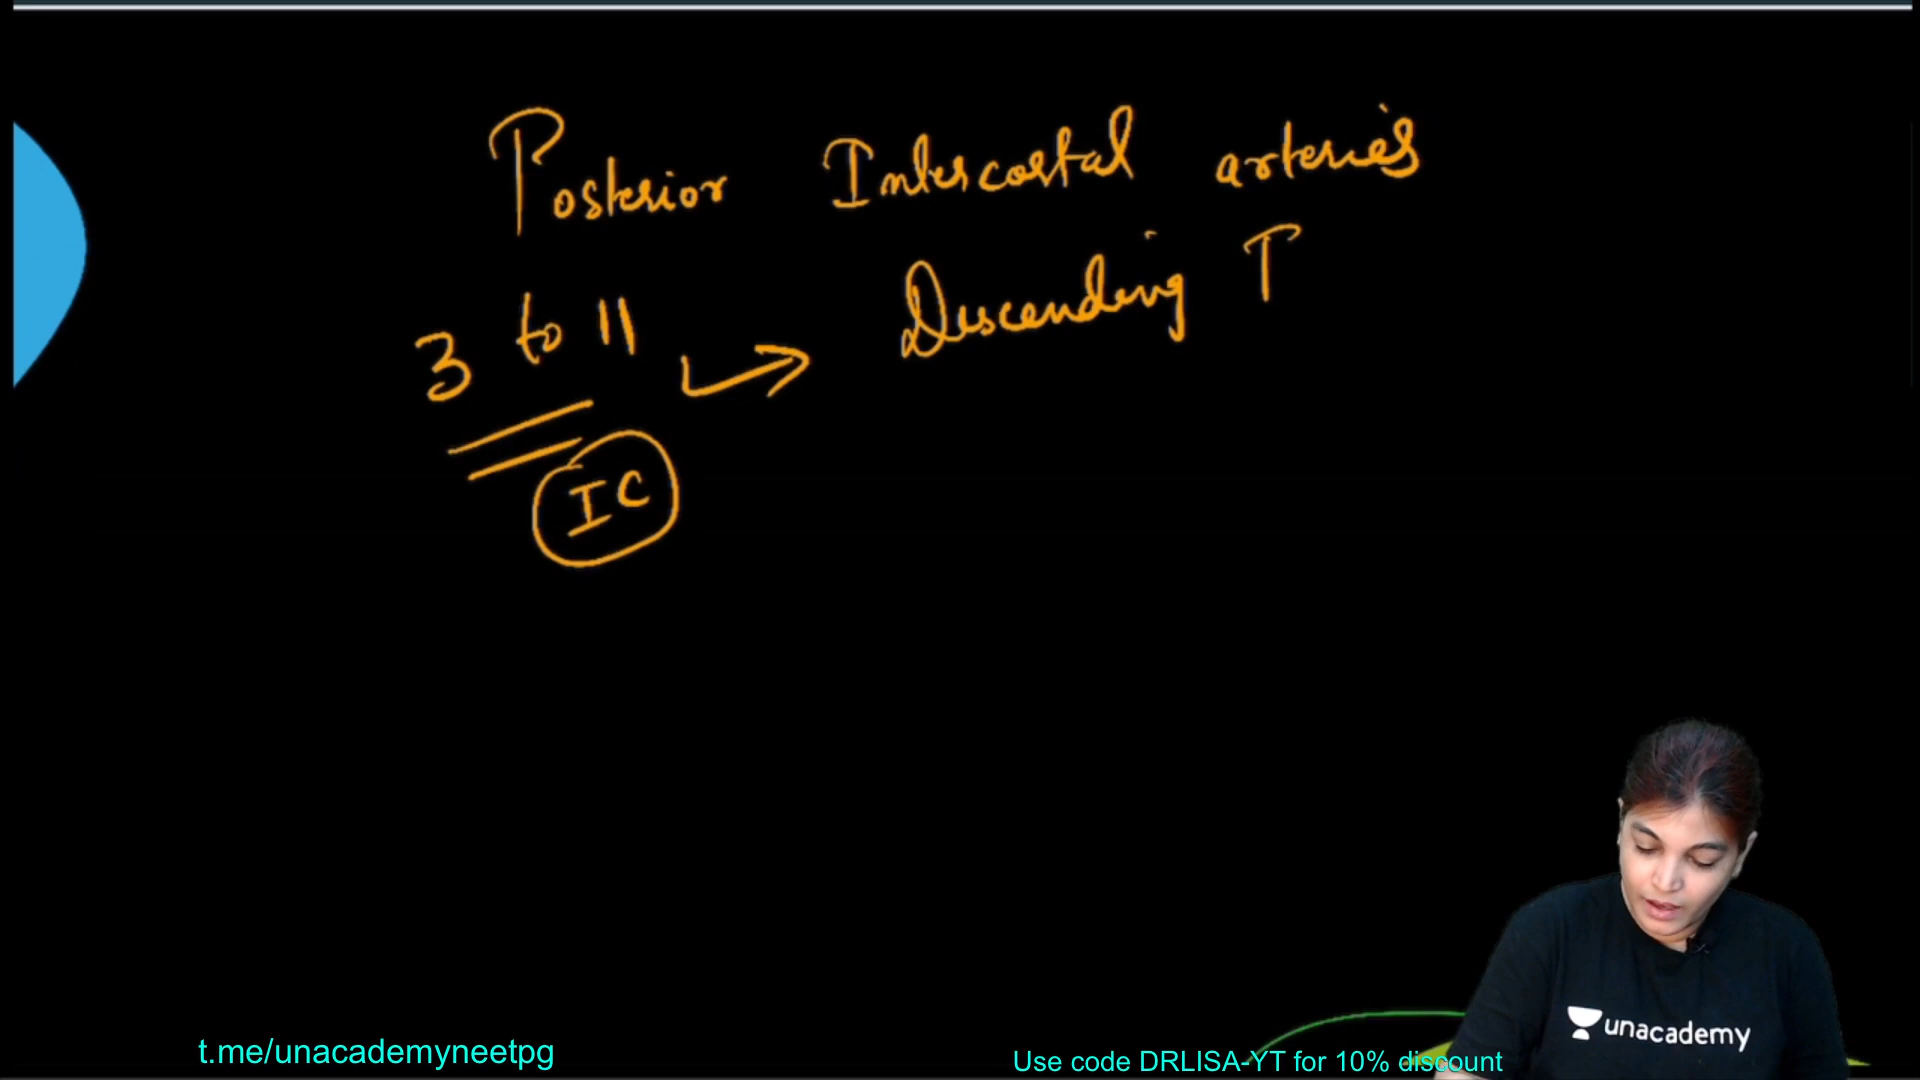 Posterior Intercostal arteries
3 to 11 Descending T
IC
unacademy
t.me/unacademyneetpg
Use code DRLISA-YT for 10% discount